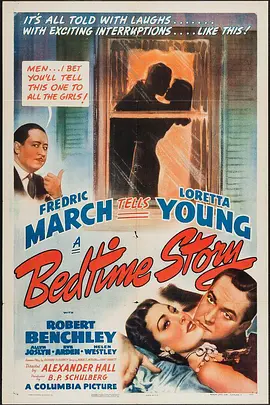 IT'S ALL TOLD WITH LAUGHS.......
WITH EXCITING INTERRUPTIONS....LIKE THIS!
MEN...I BET
YOU'LL TELL
THIS ONE TO
ALL THE GIRLS!
FREDRIC LORETTA
MARCH TELLS YOUNG
A
Bedtime Story
WITH
ROBERT
BENCHLEY
ALLYN JOSLYN EVE ARDEN HELEN WESTLEY
Directed by ALEXANDER HALL
Produced by B.P. SCHULBERG
A COLUMBIA PICTURE